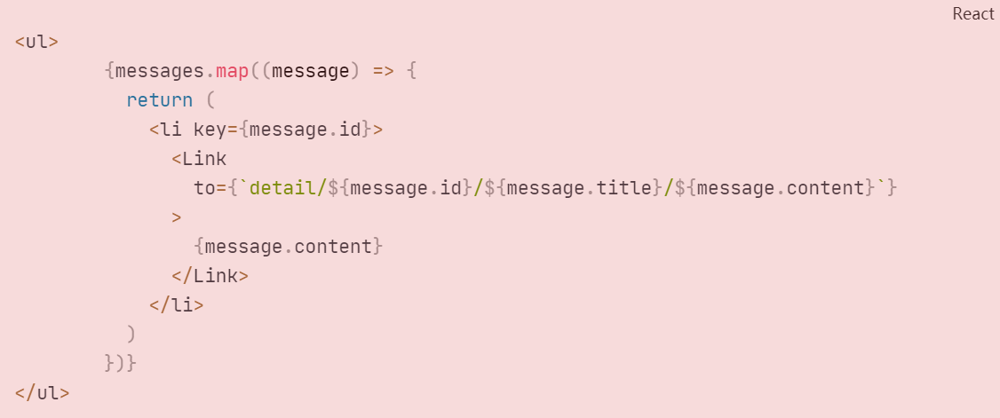 React
<ul>
{messages.map((message) => {
return (
<li key={message.id}>
<Link
to={`detail/${message.id}/${message.title}/${message.content}`}
>
{message.content}
</Link>
</li>
)
})}
</ul>